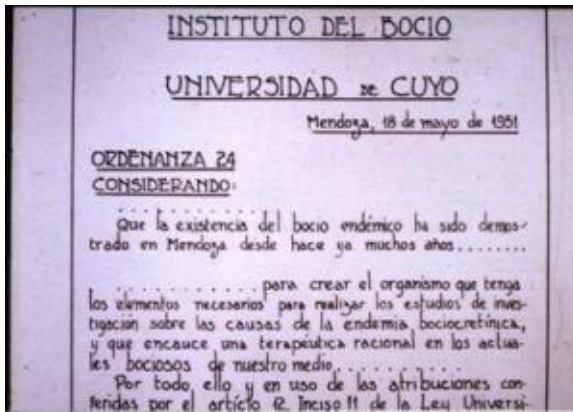 INSTITUTO DEL BOCIO
UNIVERSIDAD DE CUYO
Mendoza, 18 de mayo de 1951
ORDENANZA 24
CONSIDERANDO:
. . . . . . . . . . . .
Que la existencia del bocio endémico ha sido demos-
trado en Mendoza desde hace ya muchos años . . . . . . . .
. . . . . . . . . . . . . para crear el organismo que tenga
los elementos necesarios para realizar los estudios de inves-
tigación sobre las causas de la endemia bociocretínica,
y que encauce una terapéutica racional en los actua-
les bociosos de nuestro medio . . . . . . . . . . .
Por todo ello y en uso de las atribuciones con-
feridas por el artículo 12, Inciso 11 de la Ley Universi-